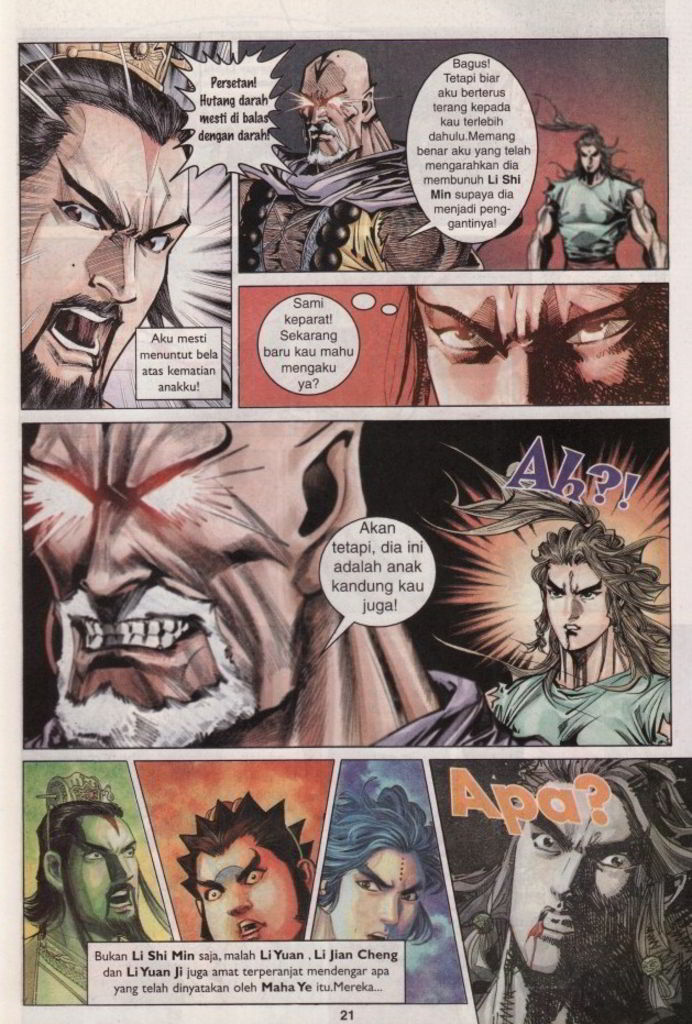 Persetan!
Hutang darah
mesti di balas
dengan darah!
Aku mesti
menuntut bela
atas kematian
anakku!
Bagus!
Tetapi biar
aku berterus
terang kepada
kau terlebih
dahulu.Memang
benar aku yang telah
mengarahkan dia
membunuh Li Shi
Min supaya dia
menjadi peng-
gantinya!
Sami
keparat!
Sekarang
baru kau mahu
mengaku
ya?
Akan
tetapi, dia ini
adalah anak
kandung kau
juga!
Ah?!
Bukan Li Shi Min saja, malah Li Yuan , Li Jian Cheng
dan Li Yuan Ji juga amat terperanjat mendengar apa
yang telah dinyatakan oleh Maha Ye itu.Mereka...
Apa?
21